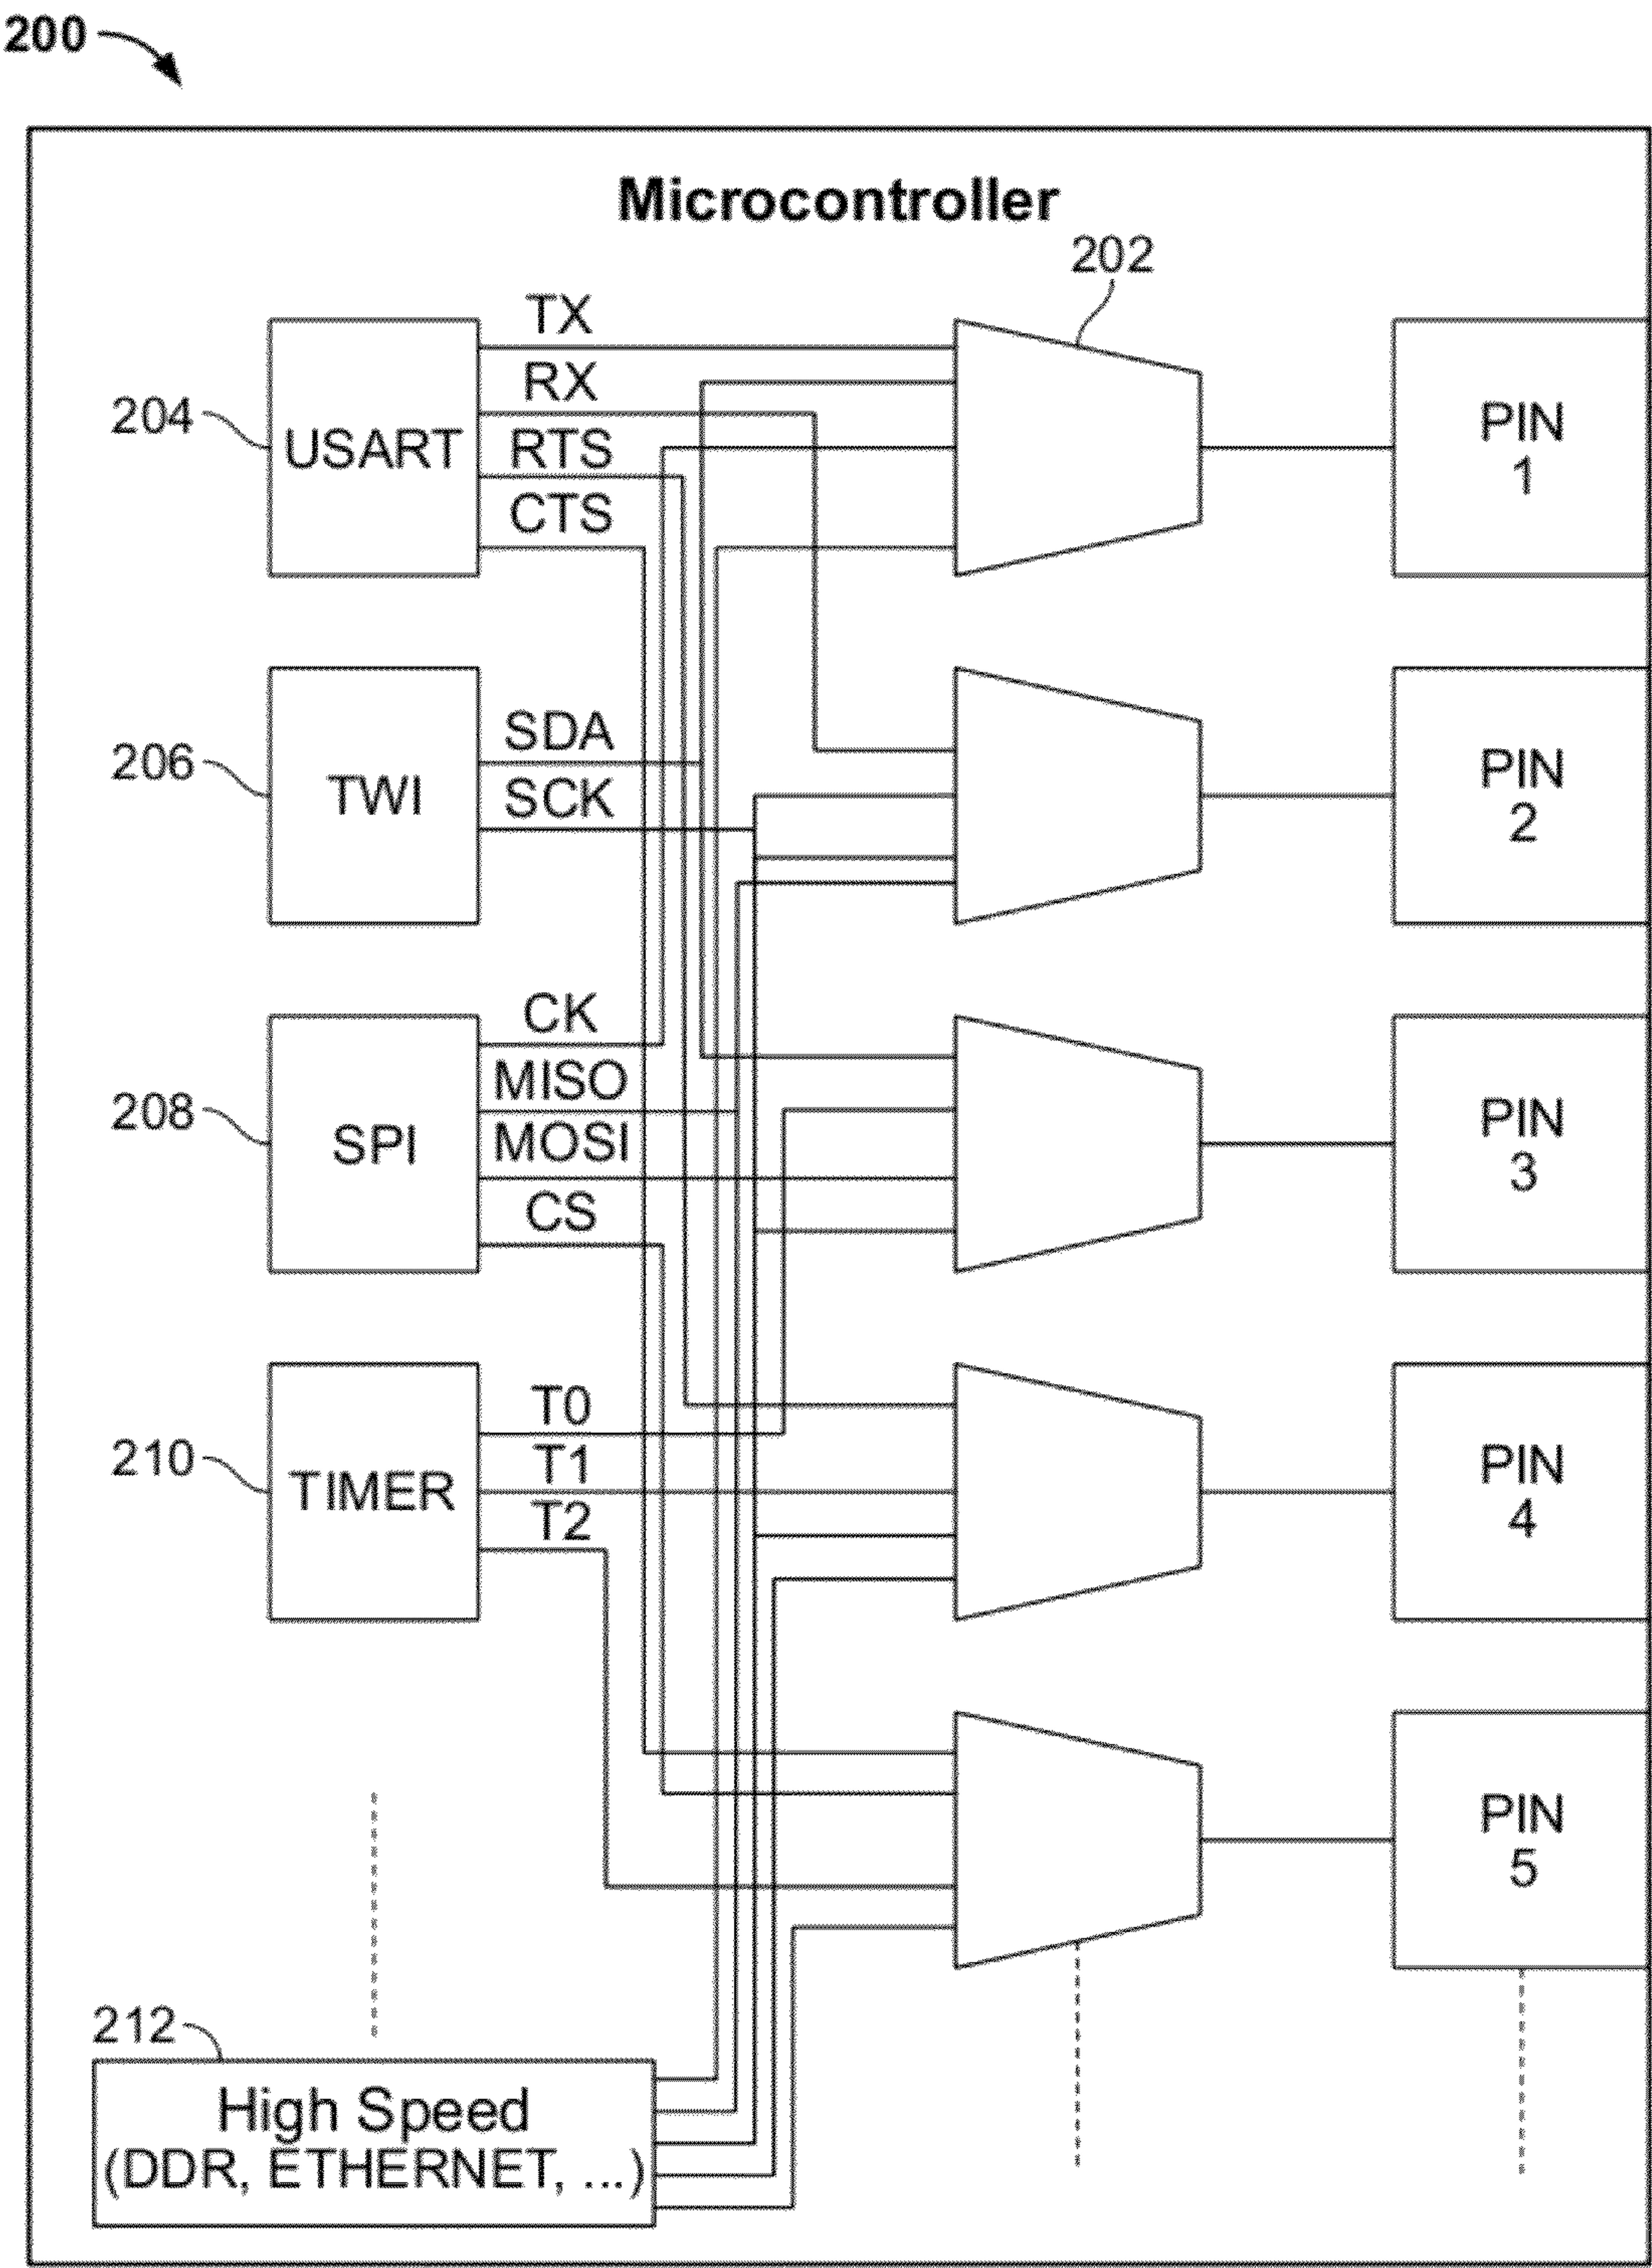 200
Microcontroller
202
TX
RX
RTS
CTS
204
USART
PIN
1
206
TWI
SDA
SCK
PIN
2
208
SPI
CK
MISO
MOSI
CS
PIN
3
210
TIMER
T0
T1
T2
PIN
4
PIN
5
212
High Speed
(DDR, ETHERNET, ...)